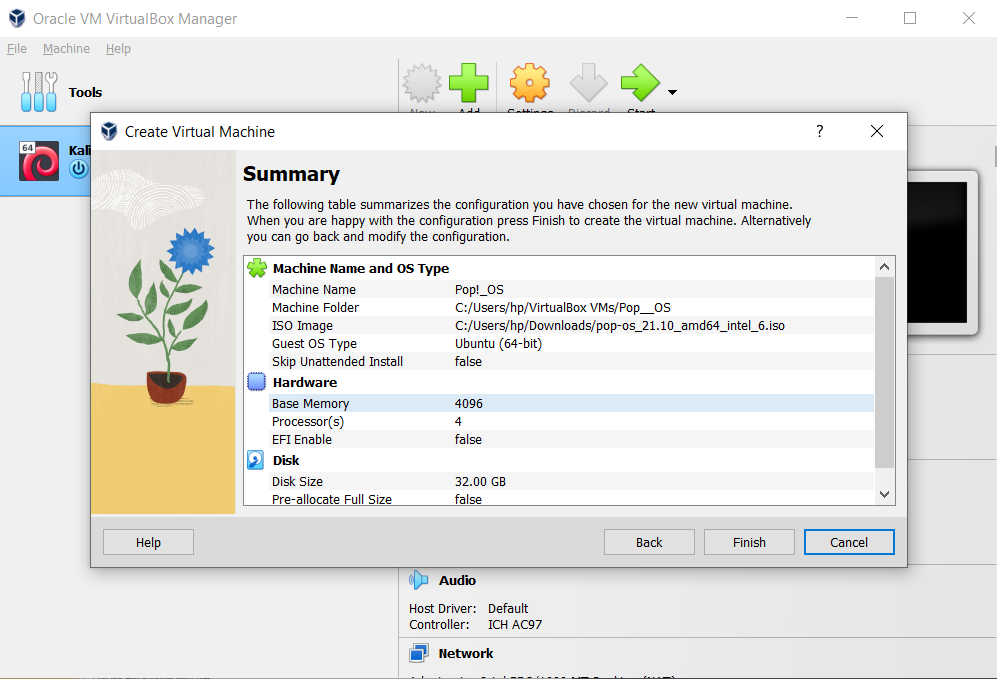 Oracle VM VirtualBox Manager
File Machine Help
Tools
New Add Settings Discard Start
64
Kali
Create Virtual Machine
?
Summary
The following table summarizes the configuration you have chosen for the new virtual machine.
When you are happy with the configuration press Finish to create the virtual machine. Alternatively
you can go back and modify the configuration.
Machine Name and OS Type
Machine Name Pop!_OS
Machine Folder C:/Users/hp/VirtualBox VMs/Pop__OS
ISO Image C:/Users/hp/Downloads/pop-os_21.10_amd64_intel_6.iso
Guest OS Type Ubuntu (64-bit)
Skip Unattended Install false
Hardware
Base Memory 4096
Processor(s) 4
EFI Enable false
Disk
Disk Size 32.00 GB
Pre-allocate Full Size false
Help Back Finish Cancel
Audio
Host Driver: Default
Controller: ICH AC97
Network